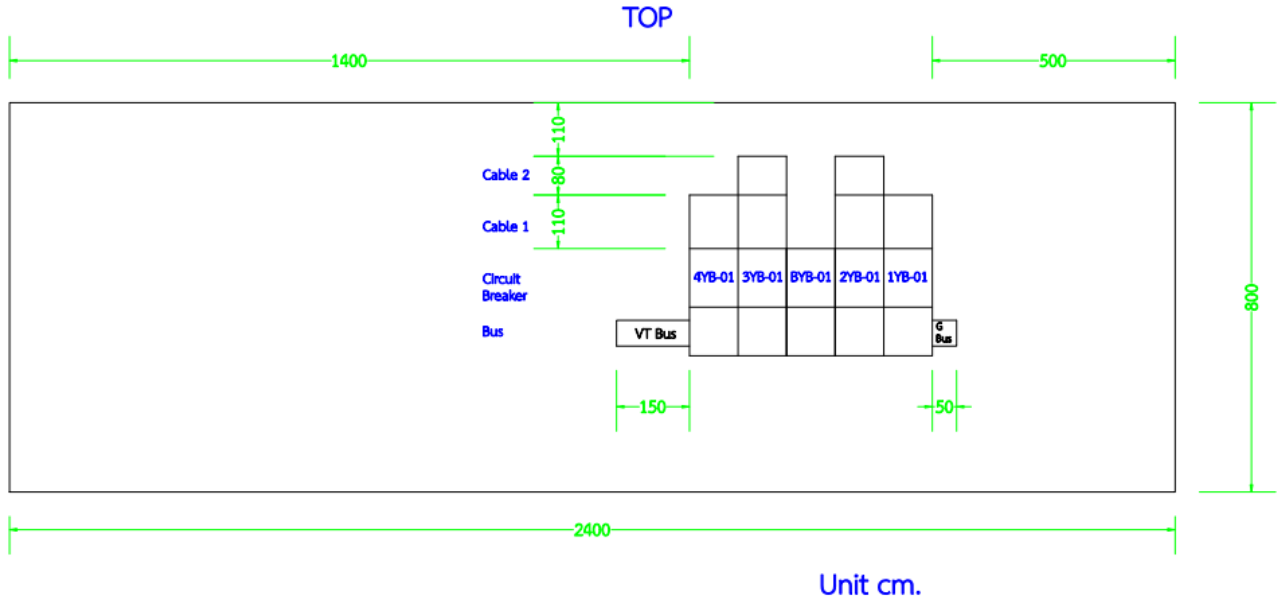 TOP
1400
500
110
Cable 2
80
Cable 1
110
Circuit
Breaker
4YB-01
3YB-01
BYB-01
2YB-01
1YB-01
800
Bus
VT Bus
G
Bus
150
50
2400
Unit cm.